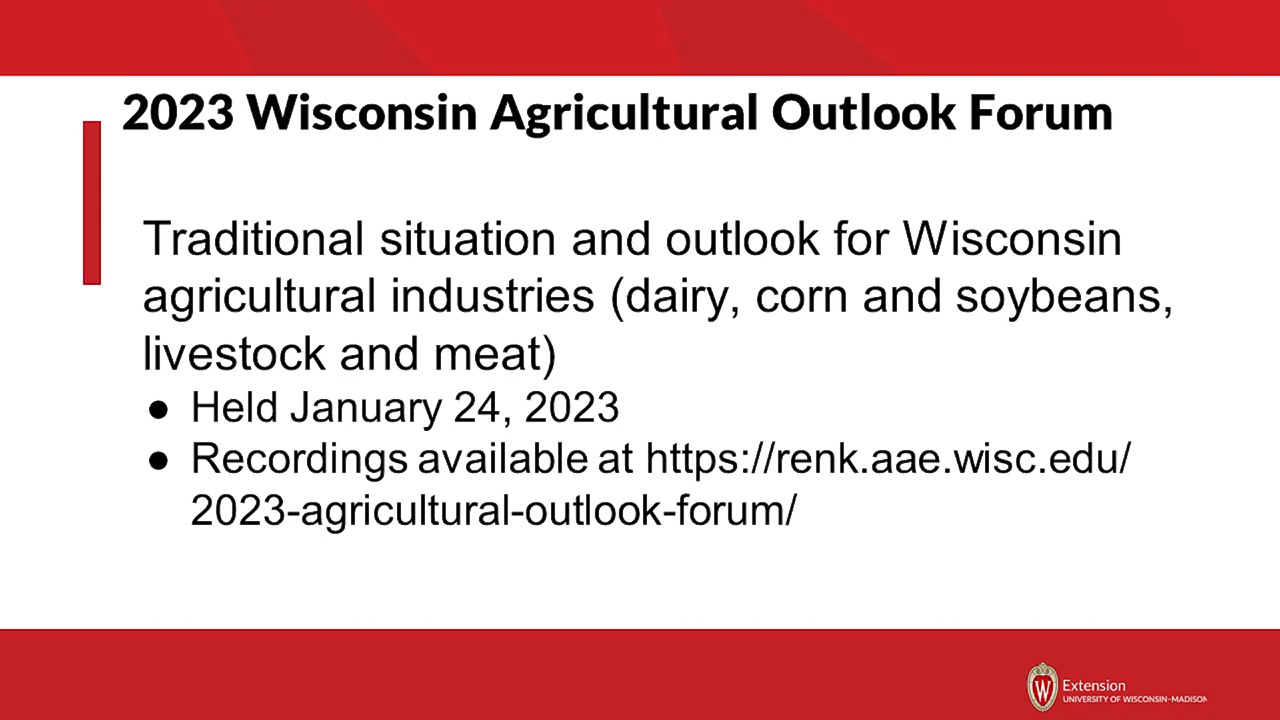 2023 Wisconsin Agricultural Outlook Forum
Traditional situation and outlook for Wisconsin
agricultural industries (dairy, corn and soybeans,
livestock and meat)
● Held January 24, 2023
● Recordings available at https://renk.aae.wisc.edu/
2023-agricultural-outlook-forum/
W
Extension
UNIVERSITY OF WISCONSIN–MADISON